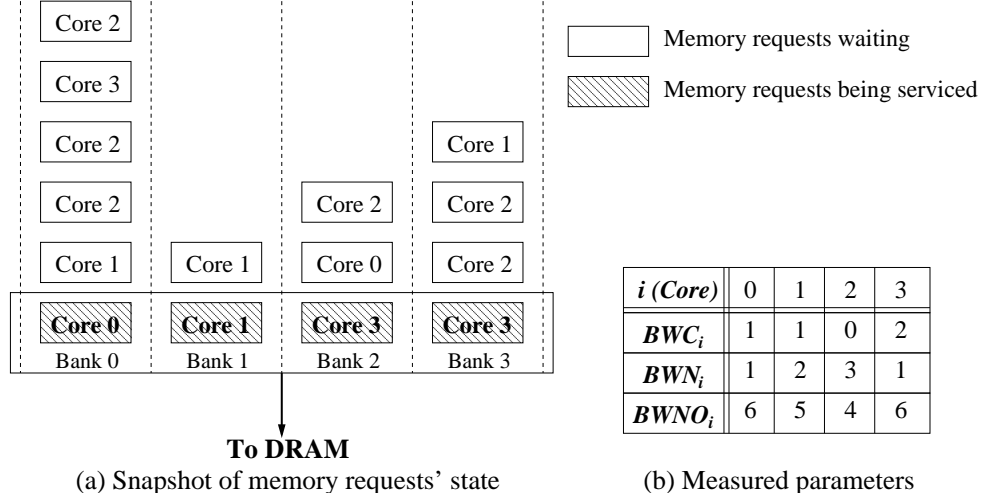 Core 2
Memory requests waiting
Core 3
Memory requests being serviced
Core 2 Core 1
Core 2 Core 2 Core 2
Core 1 Core 1 Core 0 Core 2
Core 0 Core 1 Core 3 Core 3
Bank 0 Bank 1 Bank 2 Bank 3
To DRAM
(a) Snapshot of memory requests' state
i (Core) 0 1 2 3
BWCi 1 1 0 2
BWNi 1 2 3 1
BWNOi 6 5 4 6
(b) Measured parameters